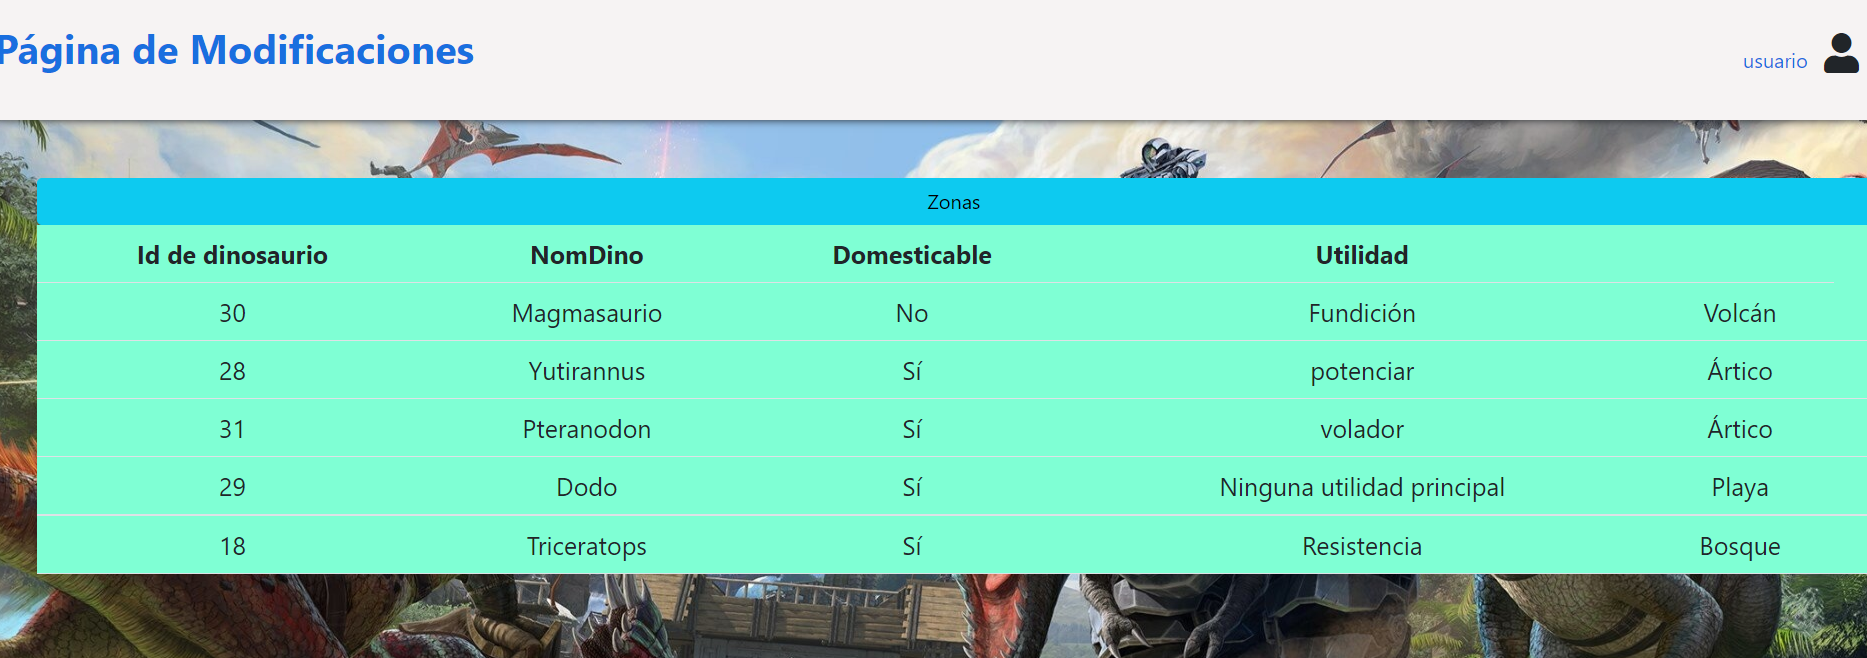 Página de Modificaciones
usuario
Zonas
Id de dinosaurio NomDino Domesticable Utilidad
30 Magmasaurio No Fundición Volcán
28 Yutirannus Sí potenciar Ártico
31 Pteranodon Sí volador Ártico
29 Dodo Sí Ninguna utilidad principal Playa
18 Triceratops Sí Resistencia Bosque